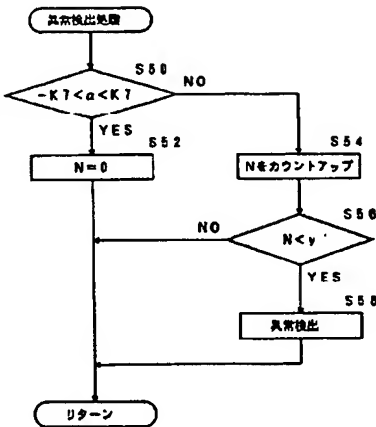 異常検出処理
S50
-K7<α<K7
NO
YES
S52
S54
N=0
Nをカウントアップ
S56
NO
N<y
YES
S58
異常検出
リターン